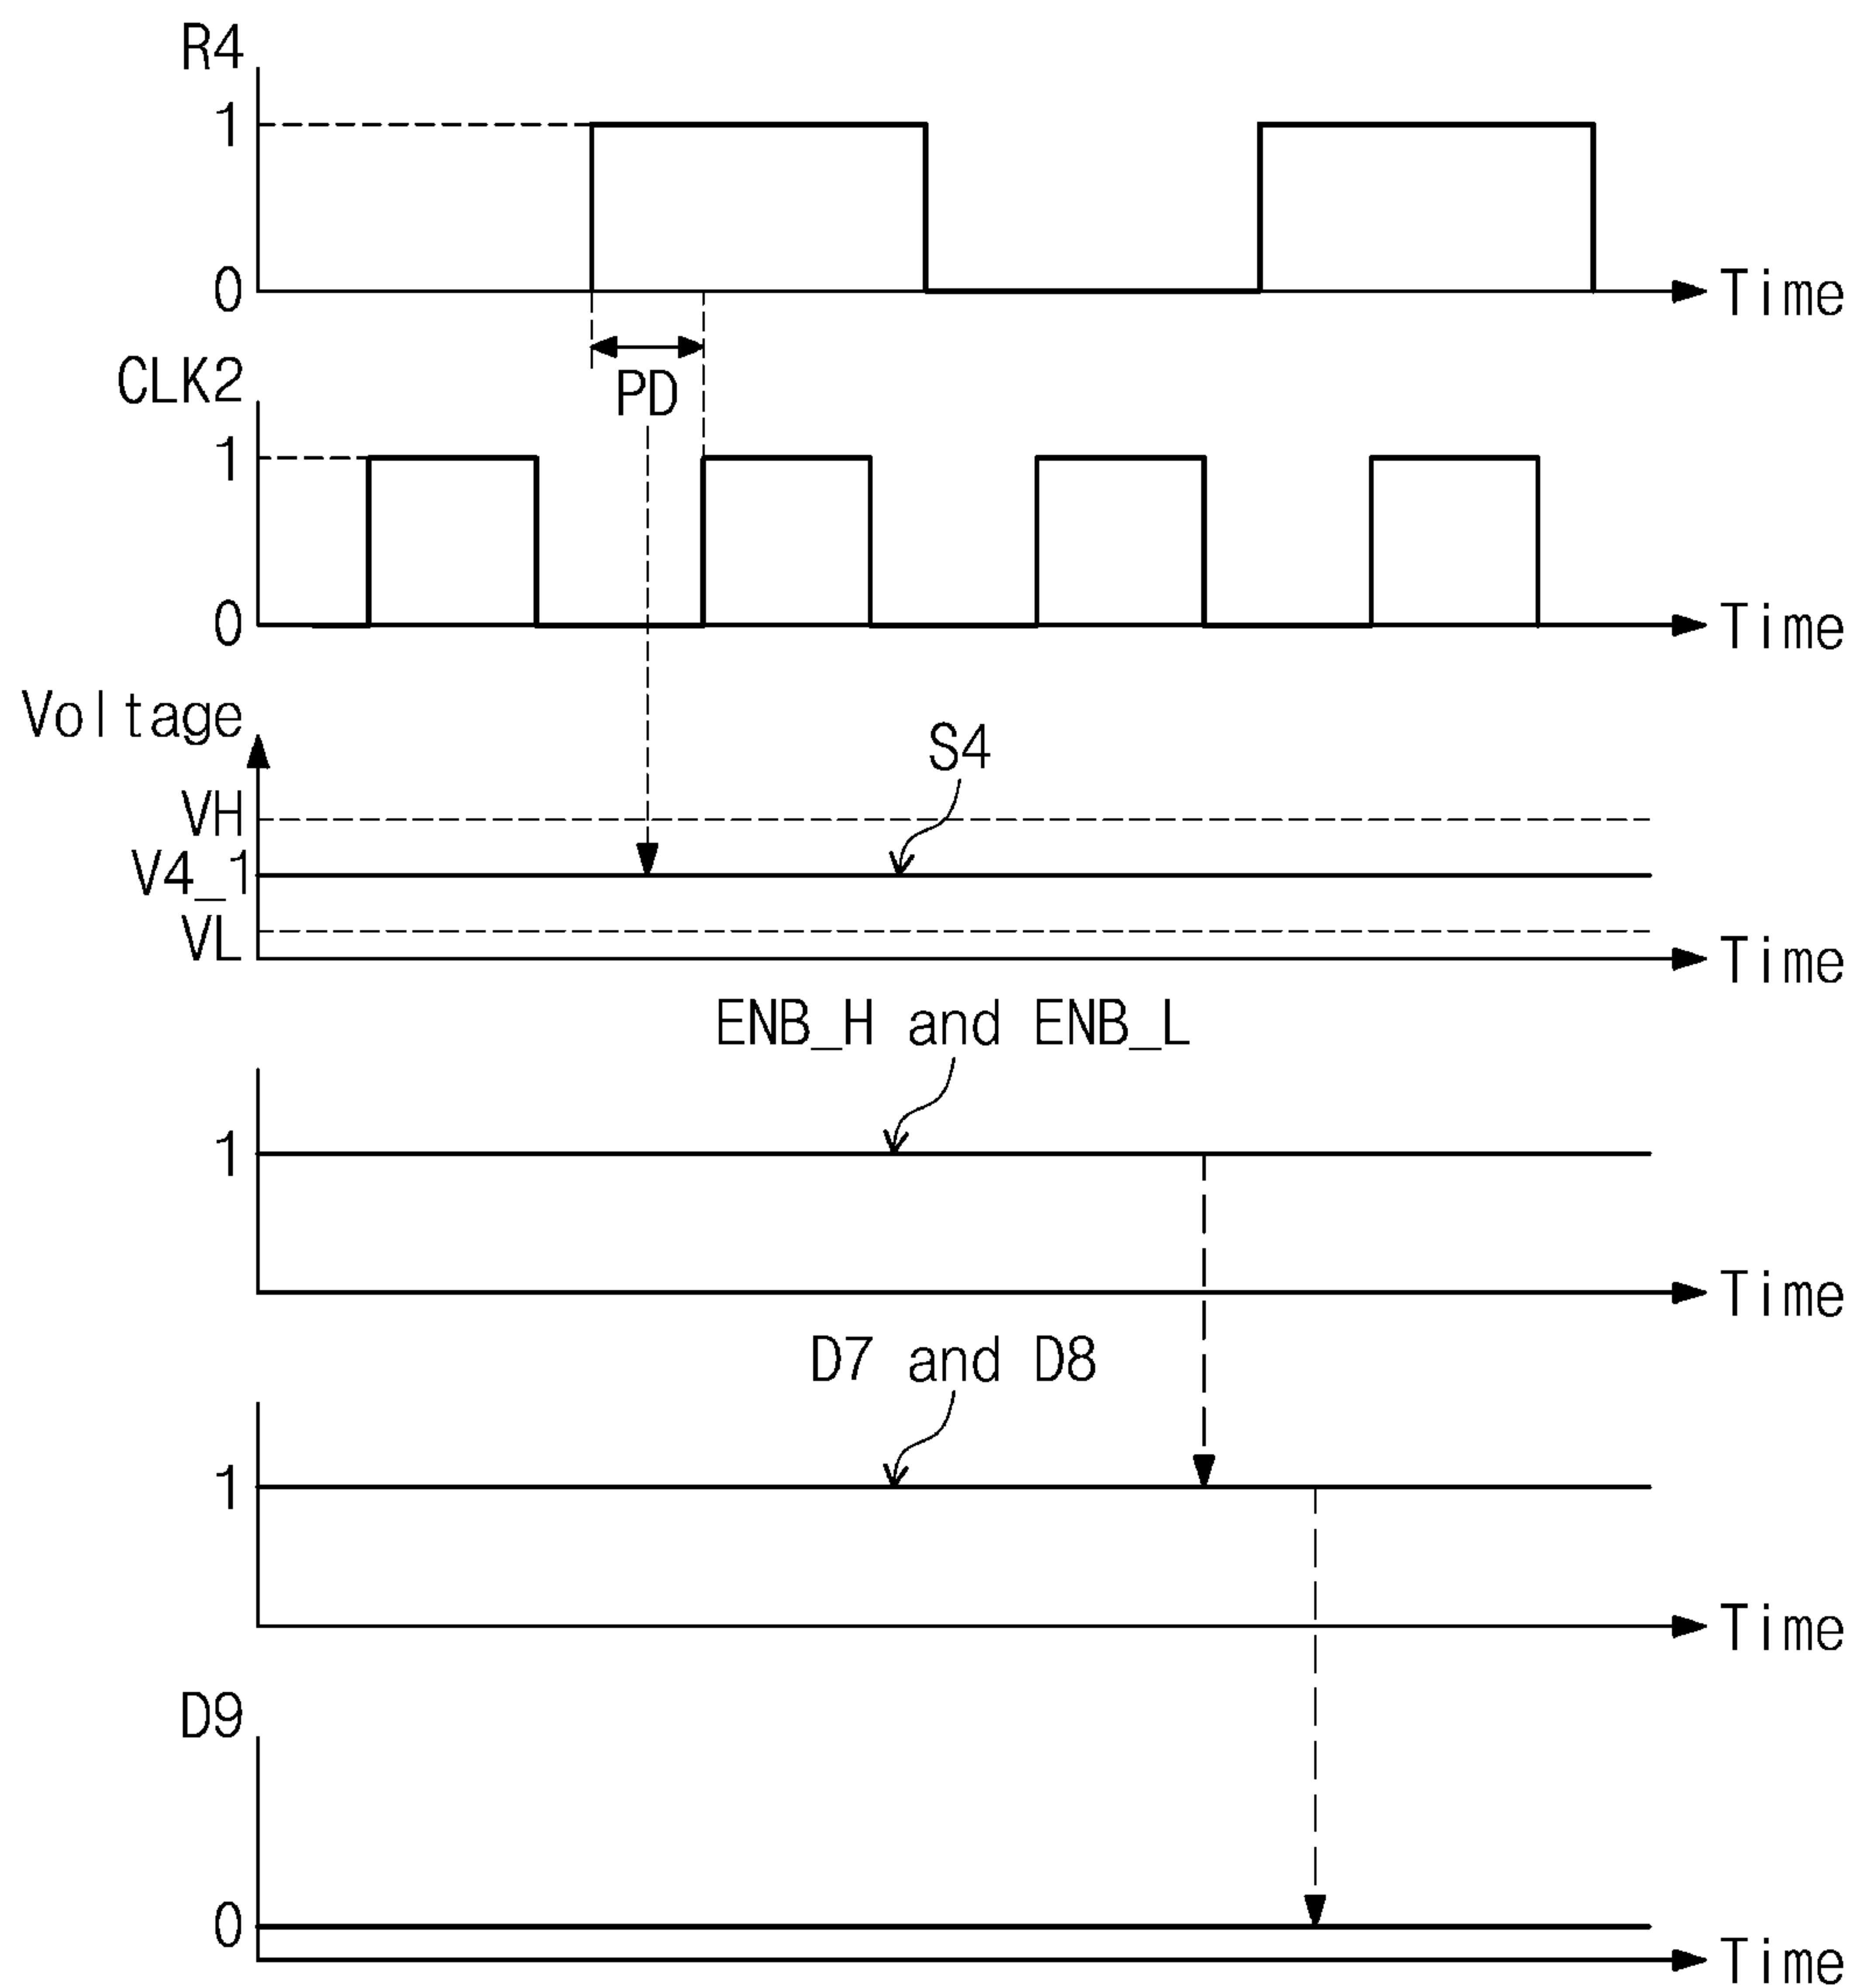 R4
1
0
Time
PD
CLK2
1
0
Time
Voltage
S4
VH
V4_1
VL
Time
ENB_H and ENB_L
1
Time
D7 and D8
1
Time
D9
0
Time